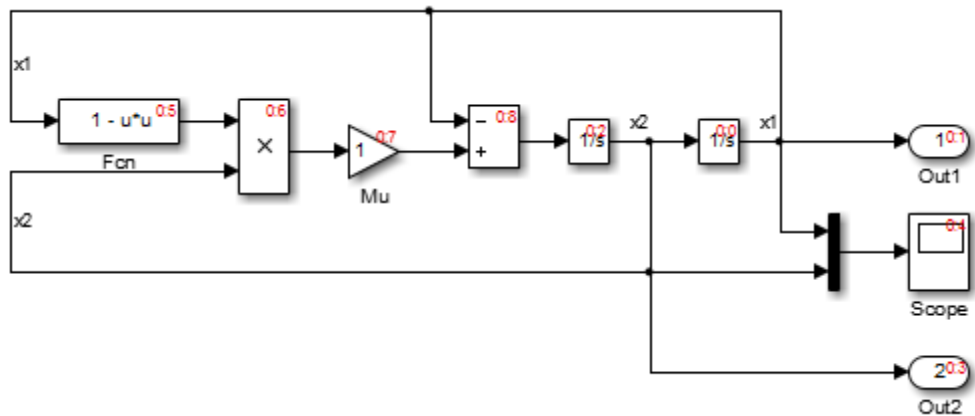 x1
1 - u*u
0:5
Fcn
0:6
×
1
0:7
Mu
−
+
0:8
1/s
0:2
x2
1/s
0:0
x1
1
0:1
Out1
0:4
Scope
x2
2
0:3
Out2